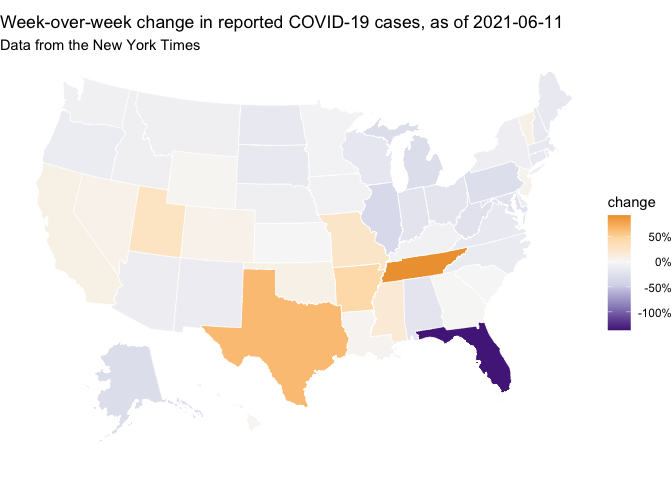 Week-over-week change in reported COVID-19 cases, as of 2021-06-11
Data from the New York Times
change
50%
0%
-50%
-100%